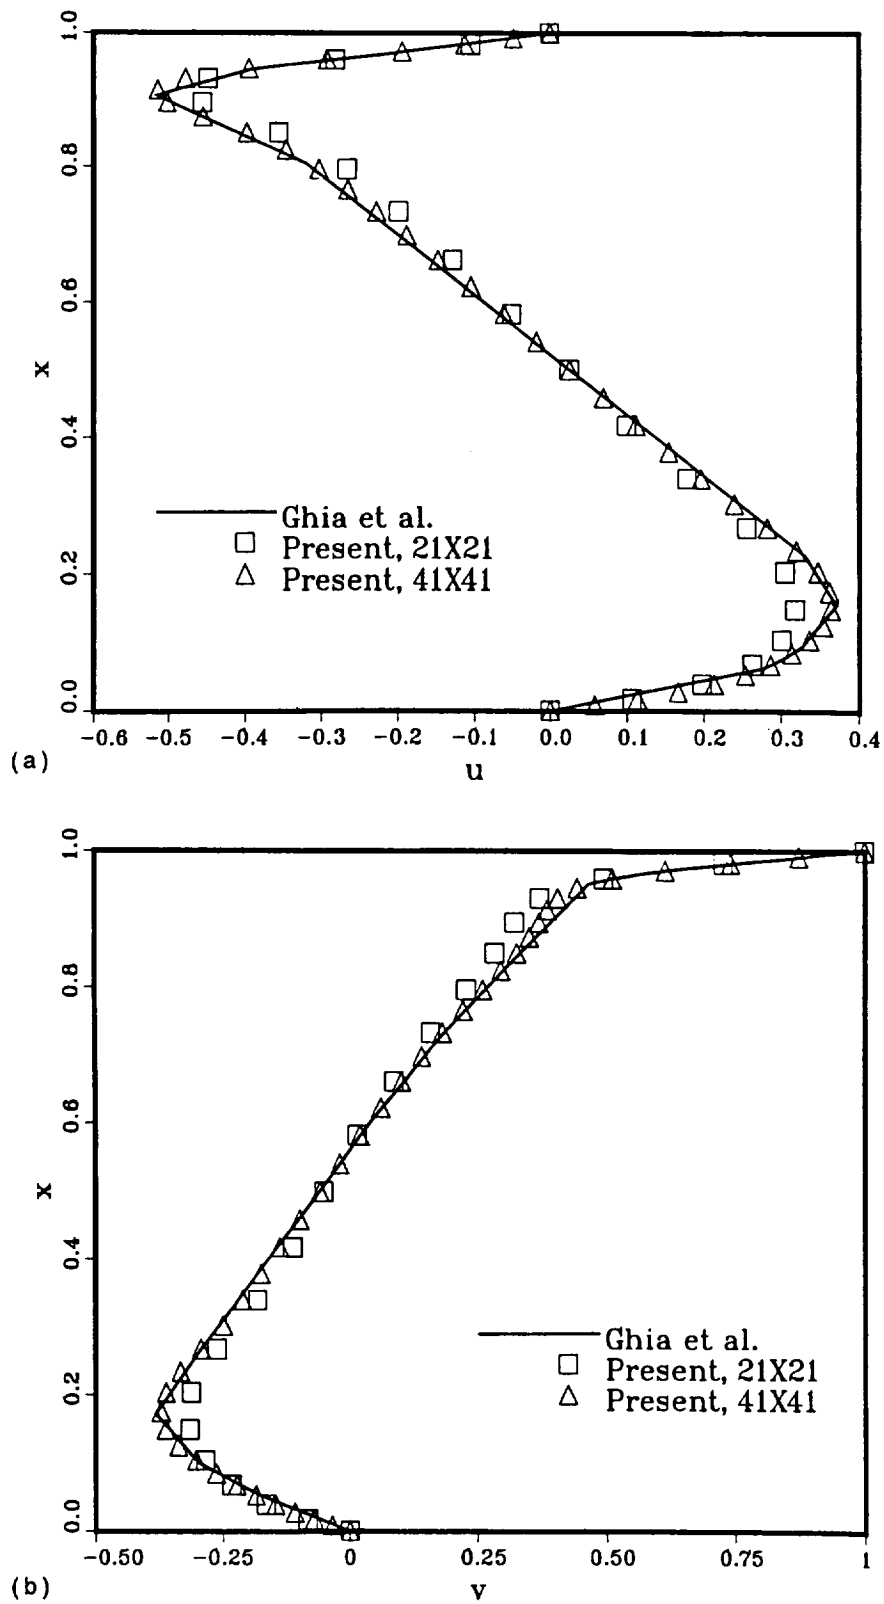 1.0
0.8
0.6
0.4
0.2
0.0
x
Ghia et al.
Present, 21X21
Present, 41X41
-0.6 -0.5 -0.4 -0.3 -0.2 -0.1 0.0 0.1 0.2 0.3 0.4
(a)
u
1.0
0.8
0.6
0.4
0.2
0.0
x
Ghia et al.
Present, 21X21
Present, 41X41
-0.50 -0.25 0 0.25 0.50 0.75 1
(b)
v